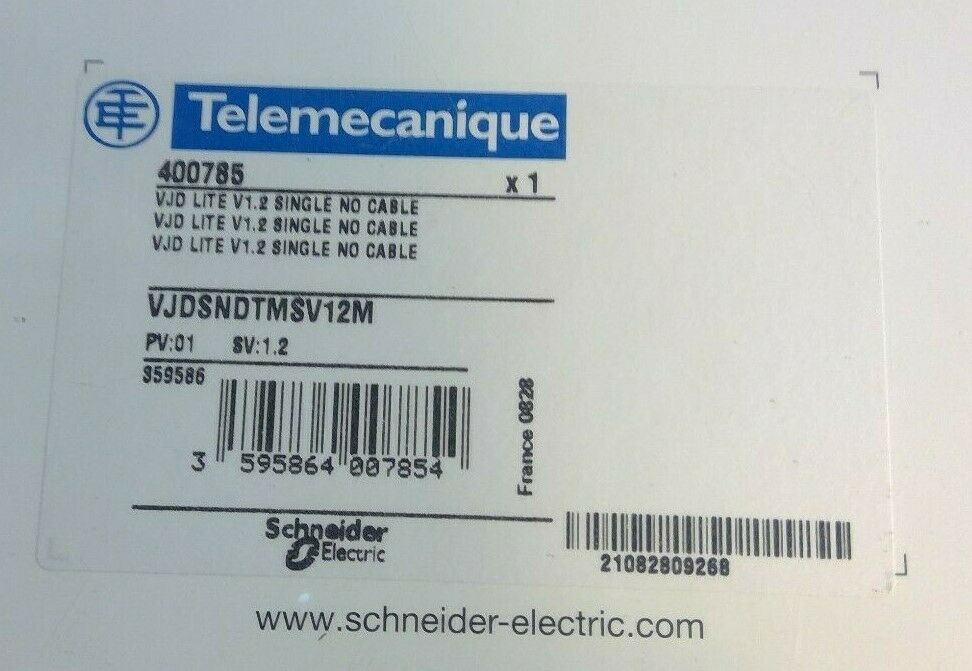 Telemecanique
400785 x 1
VJD LITE V1.2 SINGLE NO CABLE
VJD LITE V1.2 SINGLE NO CABLE
VJD LITE V1.2 SINGLE NO CABLE
VJDSNDTMSV12M
PV:01 SV:1.2
359586
3 595864 007854
France 0828
Schneider
Electric
21082809268
www.schneider-electric.com